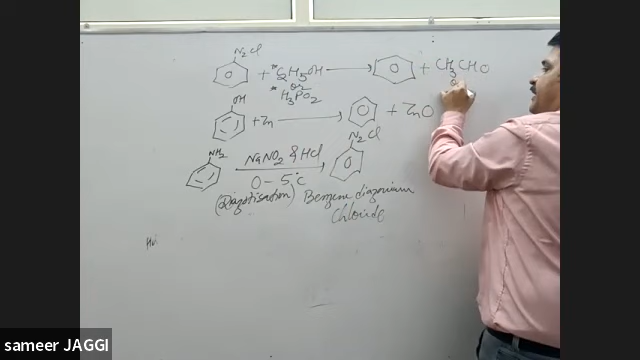 N2Cl
+ *C2H5OH → + CH3CHO
or
* H3PO2
OH
+ Zn → + ZnO
NH2 NaNO2 & HCl N2Cl
0 - 5°C
(Diazotisation) Benzene diazonium
Chloride
sameer JAGGI